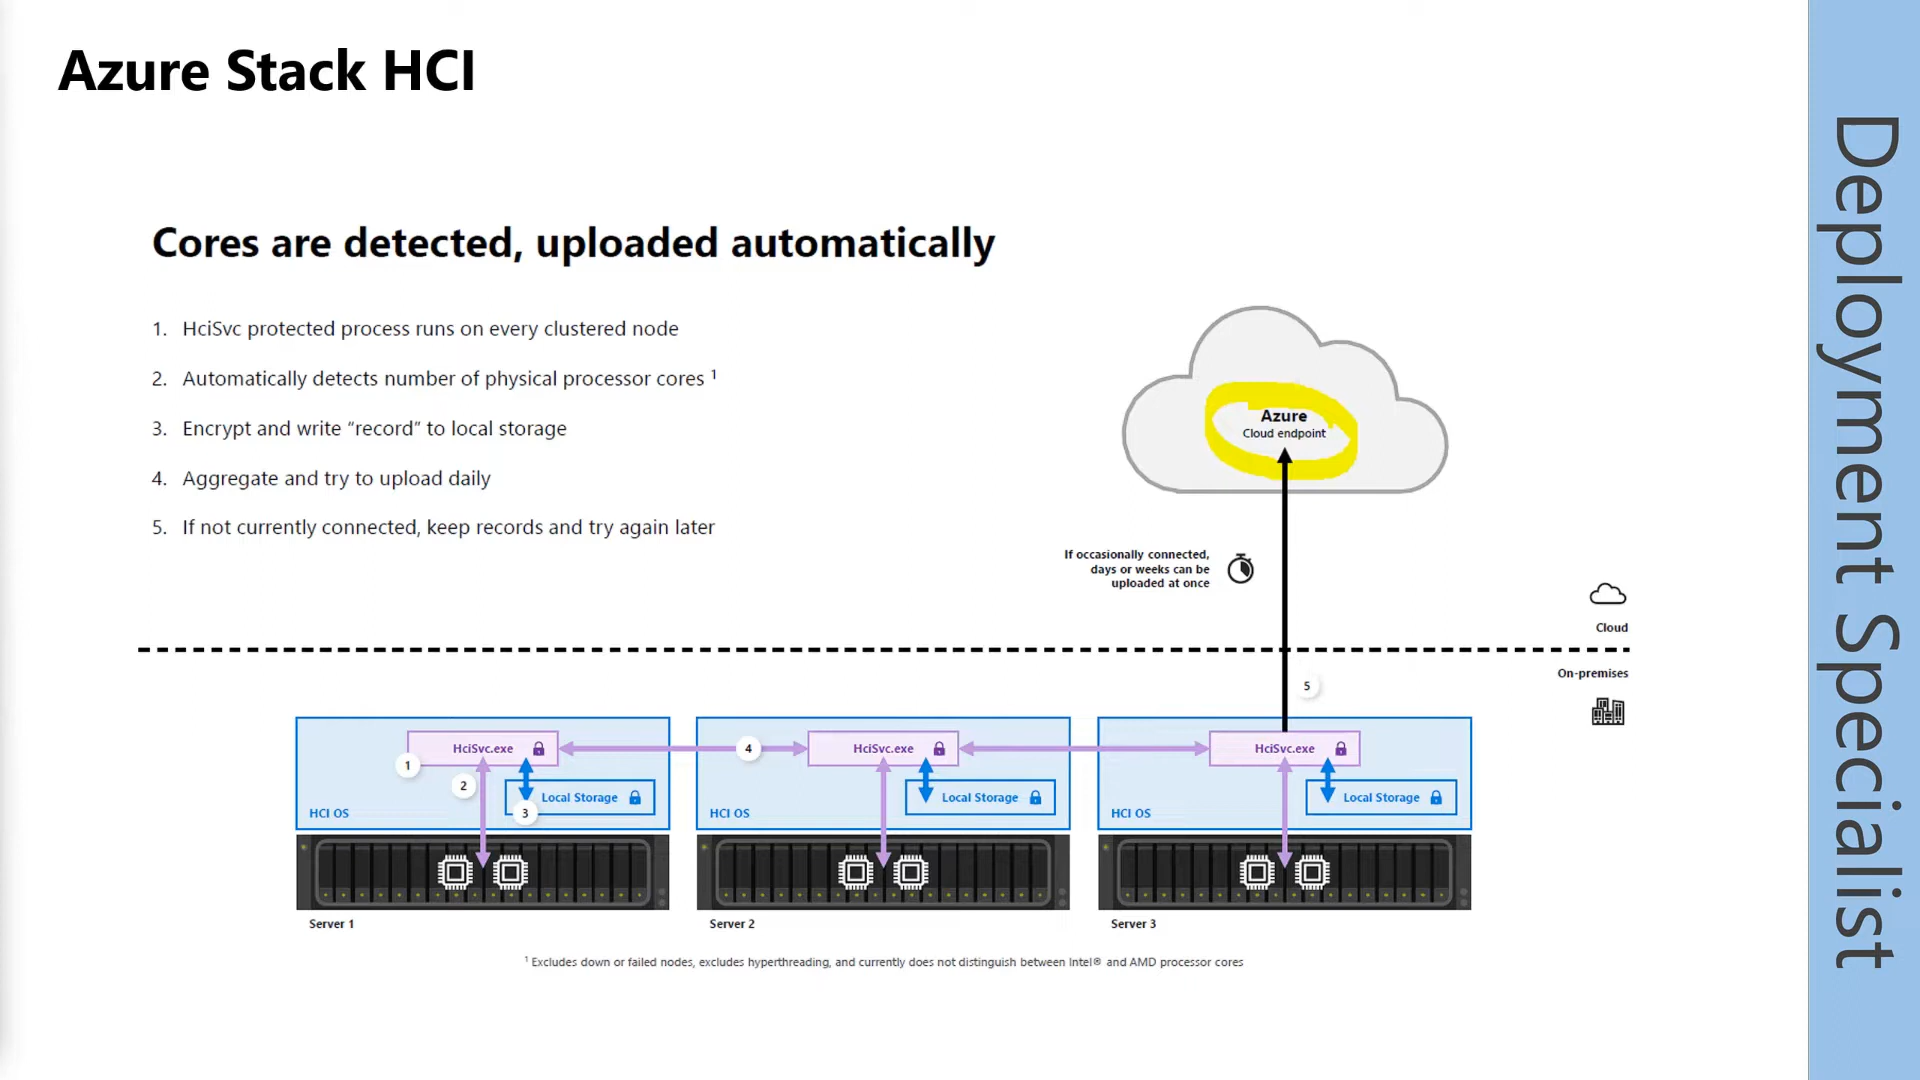 Azure Stack HCI
Deployment Specialist
Cores are detected, uploaded automatically
1. HciSvc protected process runs on every clustered node
2. Automatically detects number of physical processor cores 1
3. Encrypt and write “record” to local storage
4. Aggregate and try to upload daily
5. If not currently connected, keep records and try again later
Azure
Cloud endpoint
If occasionally connected,
days or weeks can be
uploaded at once
Cloud
On-premises
5
HciSvc.exe
4
HciSvc.exe
HciSvc.exe
1
2
Local Storage
3
HCI OS
Local Storage
HCI OS
Local Storage
HCI OS
Server 1
Server 2
Server 3
1 Excludes down or failed nodes, excludes hyperthreading, and currently does not distinguish between Intel® and AMD processor cores